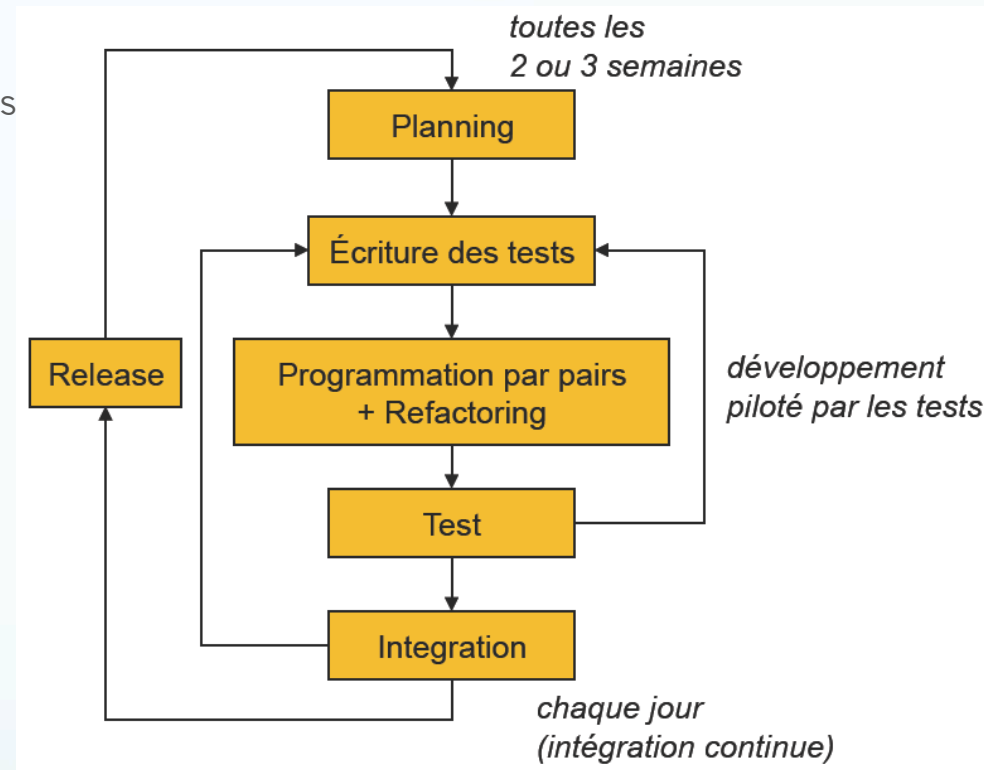 toutes les
2 ou 3 semaines
s
Planning
Écriture des tests
Release
Programmation par pairs
+ Refactoring
développement
piloté par les tests
Test
Integration
chaque jour
(intégration continue)